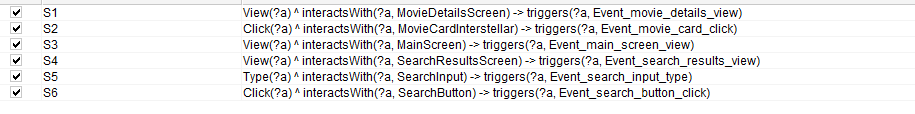 S1 View(?a) ^ interactsWith(?a, MovieDetailsScreen) -> triggers(?a, Event_movie_details_view)
S2 Click(?a) ^ interactsWith(?a, MovieCardInterstellar) -> triggers(?a, Event_movie_card_click)
S3 View(?a) ^ interactsWith(?a, MainScreen) -> triggers(?a, Event_main_screen_view)
S4 View(?a) ^ interactsWith(?a, SearchResultsScreen) -> triggers(?a, Event_search_results_view)
S5 Type(?a) ^ interactsWith(?a, SearchInput) -> triggers(?a, Event_search_input_type)
S6 Click(?a) ^ interactsWith(?a, SearchButton) -> triggers(?a, Event_search_button_click)